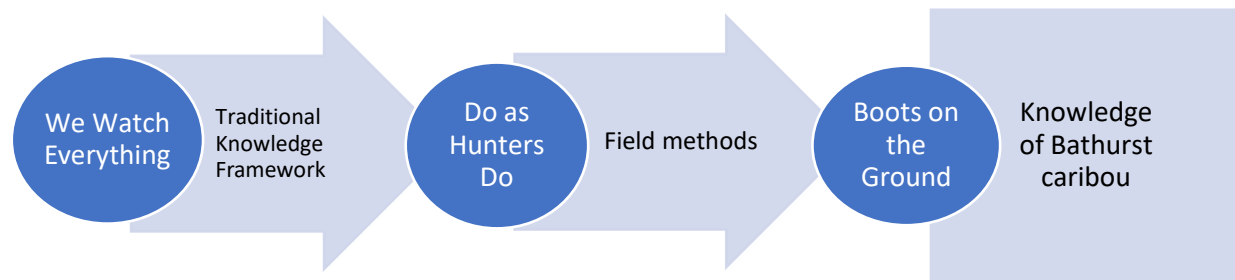 We Watch
Everything
Traditional
Knowledge
Framework
Do as
Hunters
Do
Field methods
Boots on
the
Ground
Knowledge
of Bathurst
caribou